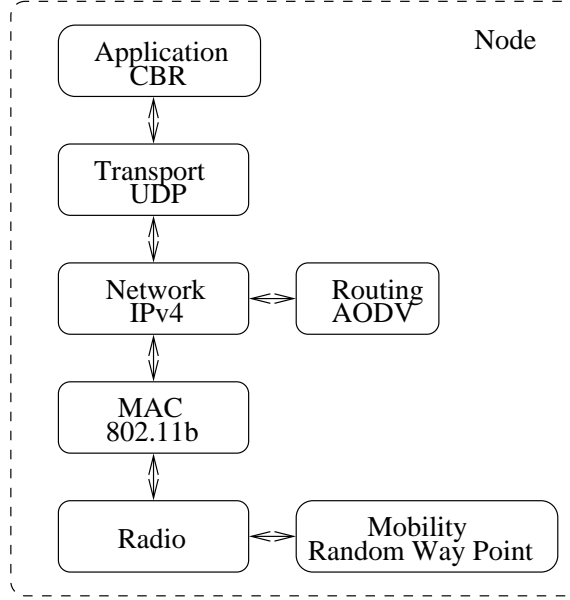 Node
Application
CBR
Transport
UDP
Network
IPv4
Routing
AODV
MAC
802.11b
Radio
Mobility
Random Way Point